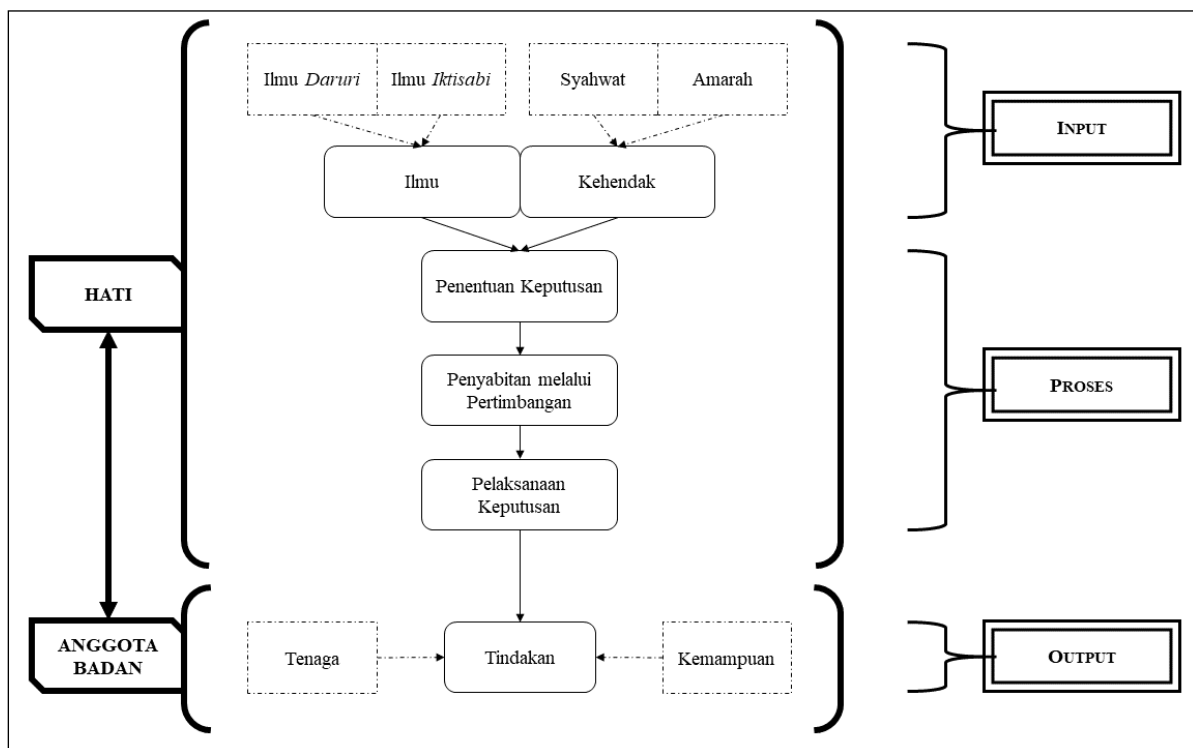 Ilmu Daruri
Ilmu Iktisabi
Syahwat
Amarah
INPUT
Ilmu
Kehendak
HATI
Penentuan Keputusan
Penyabitan melalui
Pertimbangan
PROSES
Pelaksanaan
Keputusan
ANGGOTA
BADAN
Tenaga
Tindakan
Kemampuan
OUTPUT